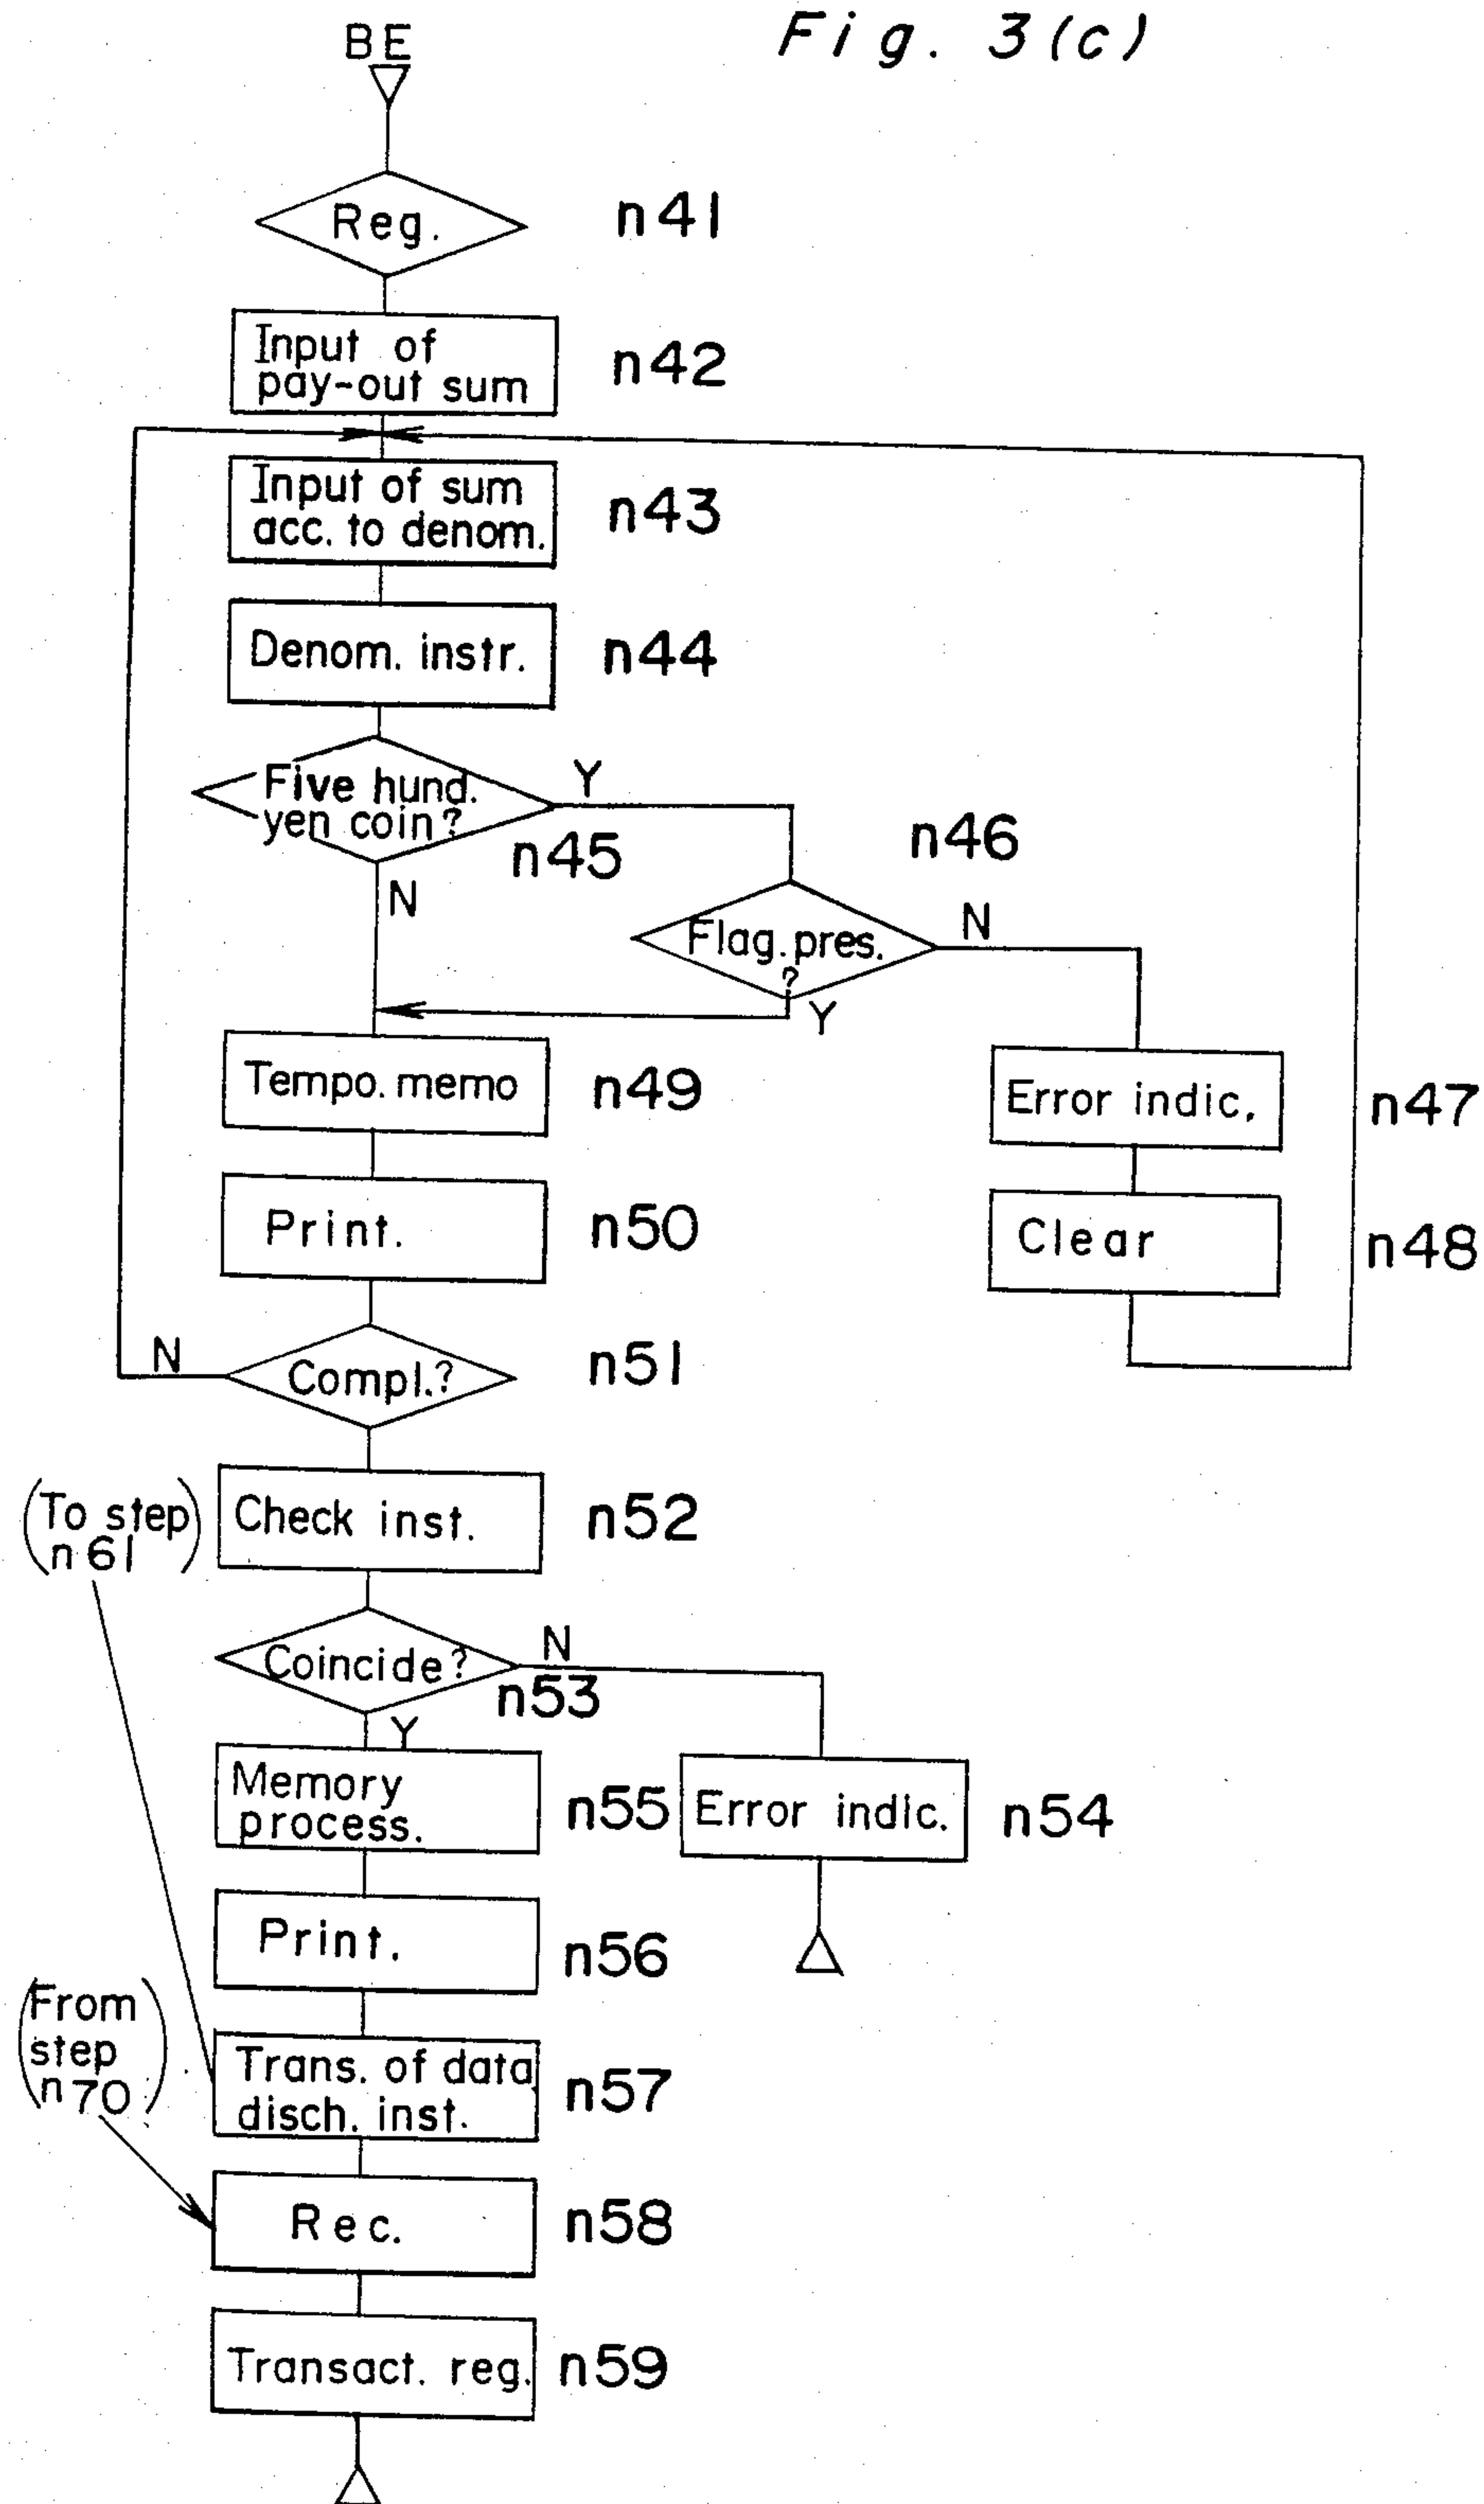 Fig. 3(c)
BE
Reg.
n41
Input of
pay-out sum
n42
Input of sum
acc. to denom.
n43
Denom. instr.
n44
Five hund.
yen coin?
Y
n45
N
n46
Flag. pres.
?
N
Y
Tempo. memo
n49
Error indic.
n47
Print.
n50
Clear
n48
Compl.?
N
n51
(To step
n61)
Check inst.
n52
Coincide?
N
n53
Y
Memory
process.
n55
Error indic.
n54
Print.
n56
(From
step
n70)
Trans. of data
disch. inst.
n57
Rec.
n58
Transact. reg.
n59